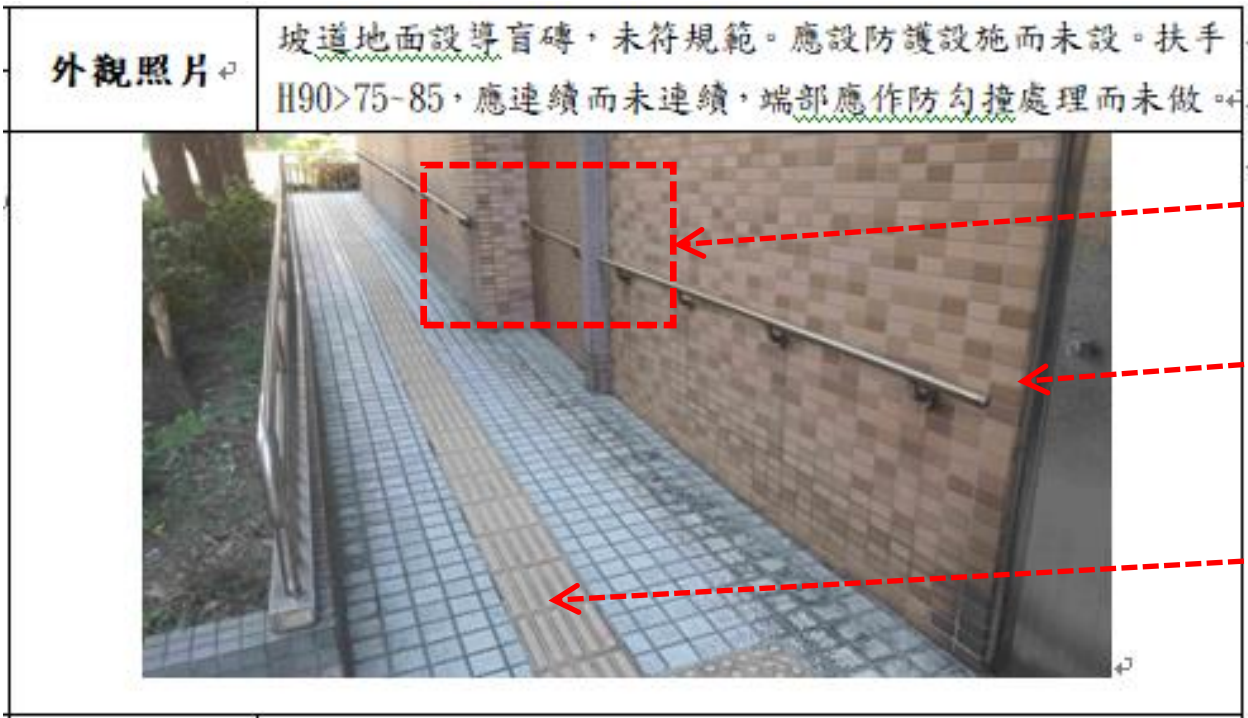 外觀照片
坡道地面設導盲磚，未符規範。應設防護設施而未設。扶手
H90>75-85，應連續而未連續，端部應作防勾撞處理而未做。